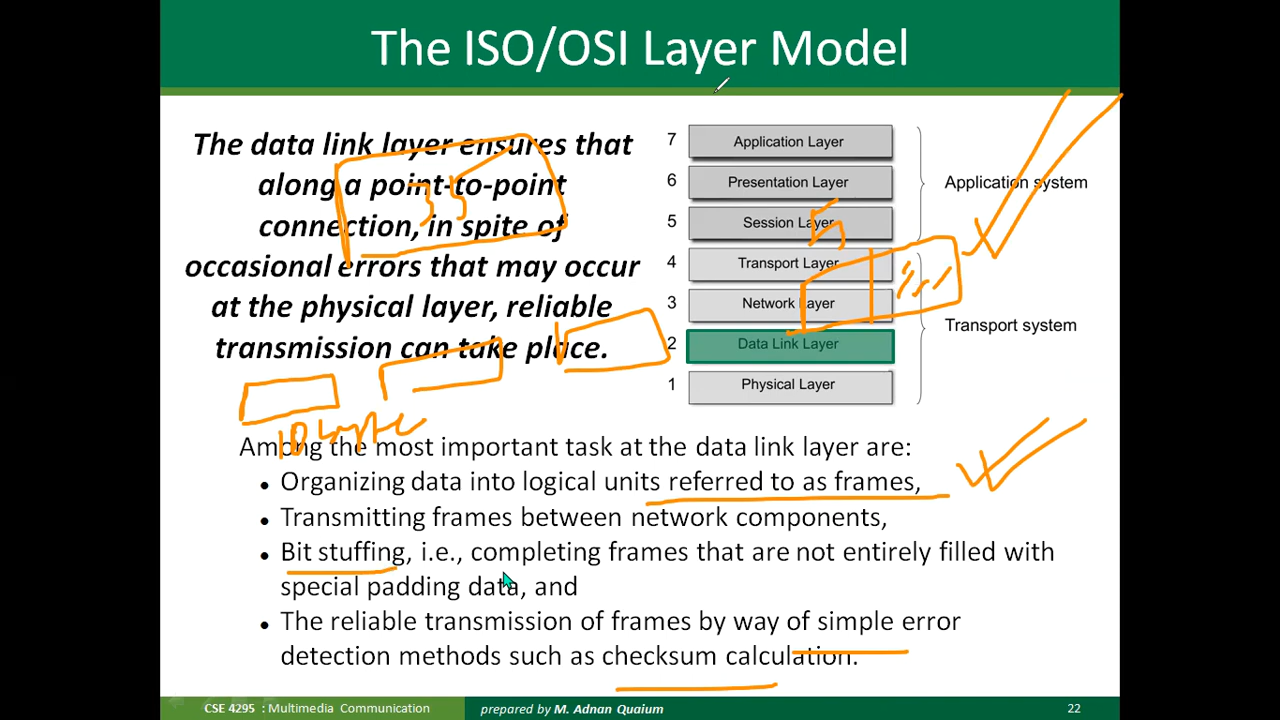 The ISO/OSI Layer Model
The data link layer ensures that
along a point-to-point
connection, in spite of
occasional errors that may occur
at the physical layer, reliable
transmission can take place.
7 Application Layer
6 Presentation Layer
5 Session Layer
4 Transport Layer
3 Network Layer
2 Data Link Layer
1 Physical Layer
Application system
Transport system
35
5
10 byte
Among the most important task at the data link layer are:
• Organizing data into logical units referred to as frames,
• Transmitting frames between network components,
• Bit stuffing, i.e., completing frames that are not entirely filled with
special padding data, and
• The reliable transmission of frames by way of simple error
detection methods such as checksum calculation.
CSE 4295 : Multimedia Communication
prepared by M. Adnan Quaium
22